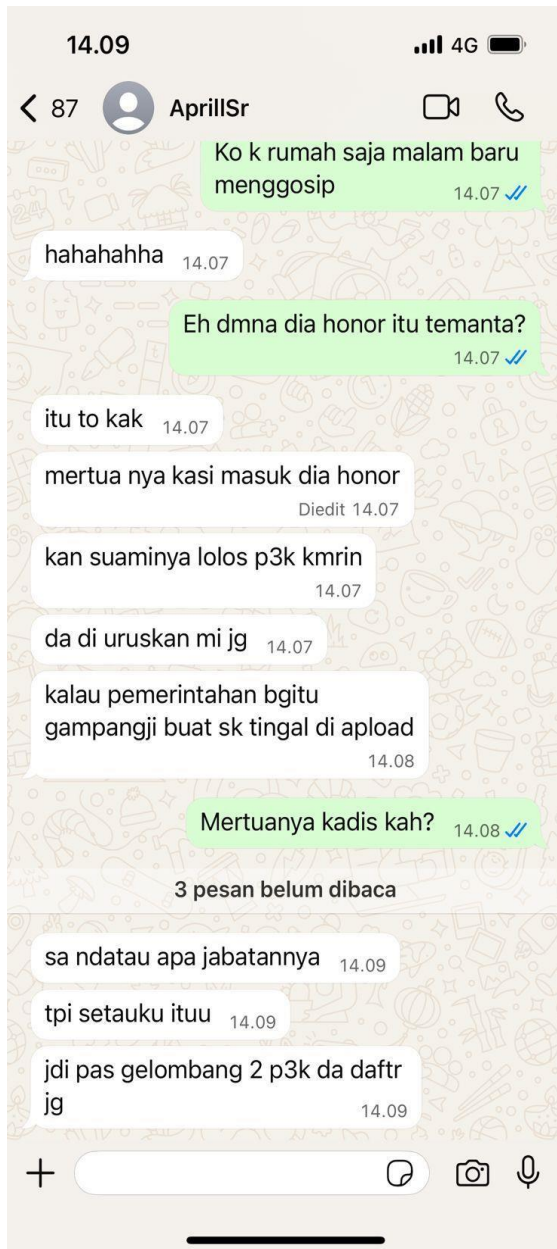 14.09
4G
87
AprillSr
Ko k rumah saja malam baru
menggosip
14.07
hahahahha
14.07
Eh dmna dia honor itu temanta?
14.07
itu to kak
14.07
mertua nya kasi masuk dia honor
Diedit 14.07
kan suaminya lolos p3k kmrin
14.07
da di uruskan mi jg
14.07
kalau pemerintahan bgitu
gampangji buat sk tingal di apload
14.08
Mertuanya kadis kah?
14.08
3 pesan belum dibaca
sa ndatau apa jabatannya
14.09
tpi setauku ituu
14.09
jdi pas gelombang 2 p3k da daftr
jg
14.09